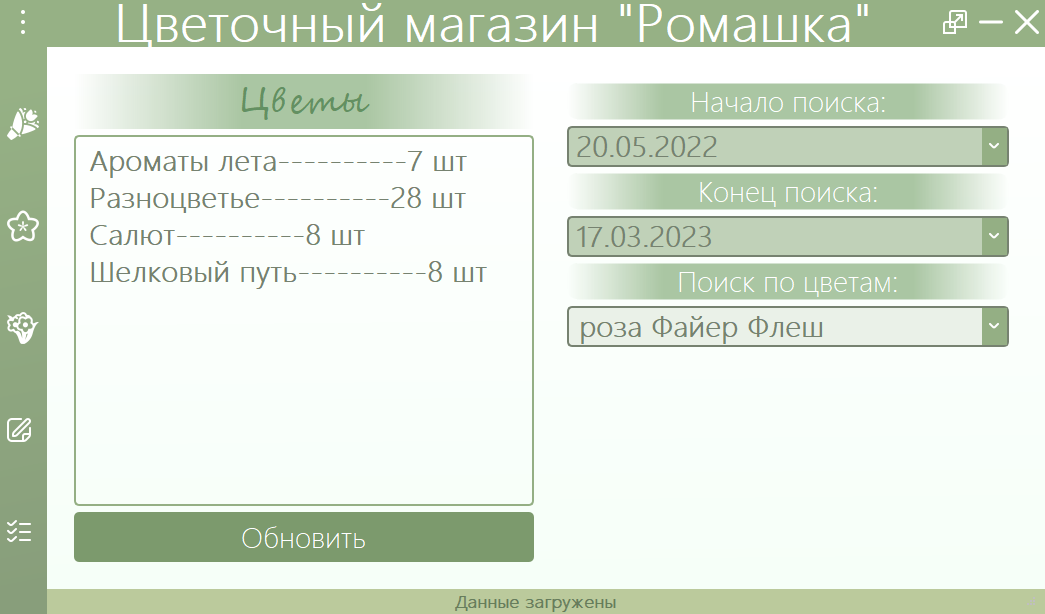 Цветочный магазин "Ромашка"
Цветы
Ароматы лета----------7 шт
Разноцветье----------28 шт
Салют----------8 шт
Шелковый путь----------8 шт
Обновить
Начало поиска:
20.05.2022
Конец поиска:
17.03.2023
Поиск по цветам:
роза Файер Флеш
Данные загружены